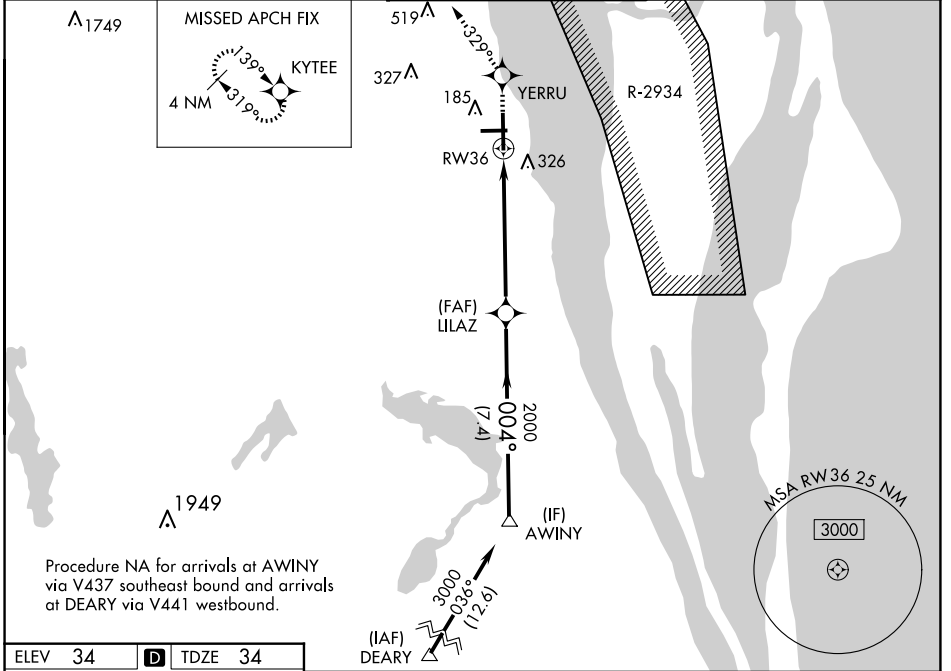 1749
MISSED APCH FIX
139°
KYTEE
4 NM
319°
519
329°
327
YERRU
185
R-2934
RW36
326
(FAF)
LILAZ
2000
004°
(7.4)
1949
(IF)
AWINY
MSA RW36 25 NM
3000
Procedure NA for arrivals at AWINY
via V437 southeast bound and arrivals
at DEARY via V441 westbound.
3000
036°
(12.6)
(IAF)
DEARY
ELEV 34 D TDZE 34